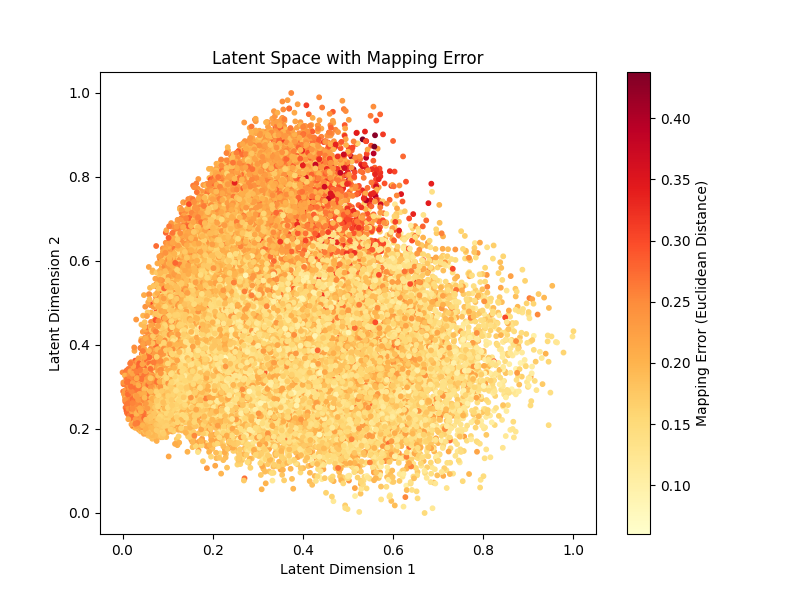 Latent Space with Mapping Error
1.0
0.8
0.6
0.4
0.2
0.0
Latent Dimension 2
0.0 0.2 0.4 0.6 0.8 1.0
Latent Dimension 1
0.40
0.35
0.30
0.25
0.20
0.15
0.10
Mapping Error (Euclidean Distance)